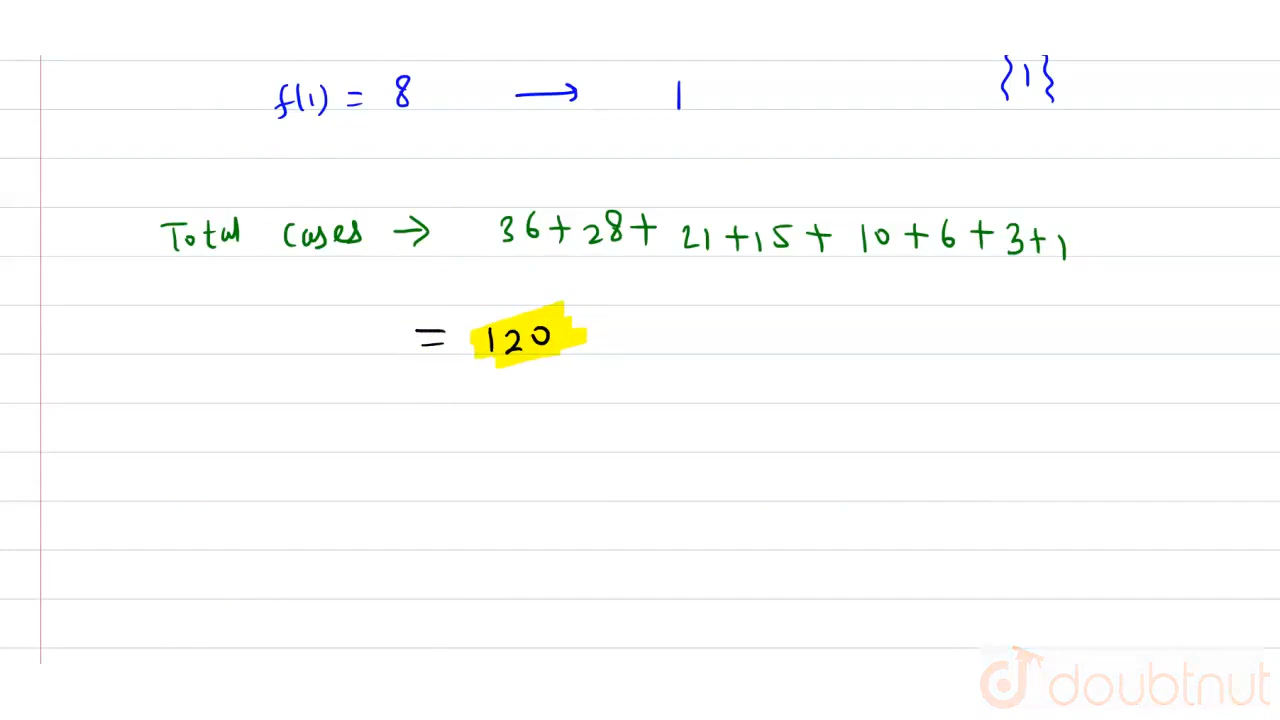 f(1) = 8 ⟶ 1 {1}
Total Cases → 36+28+ 21+15+ 10+6+3+1
= 120
doubtnut